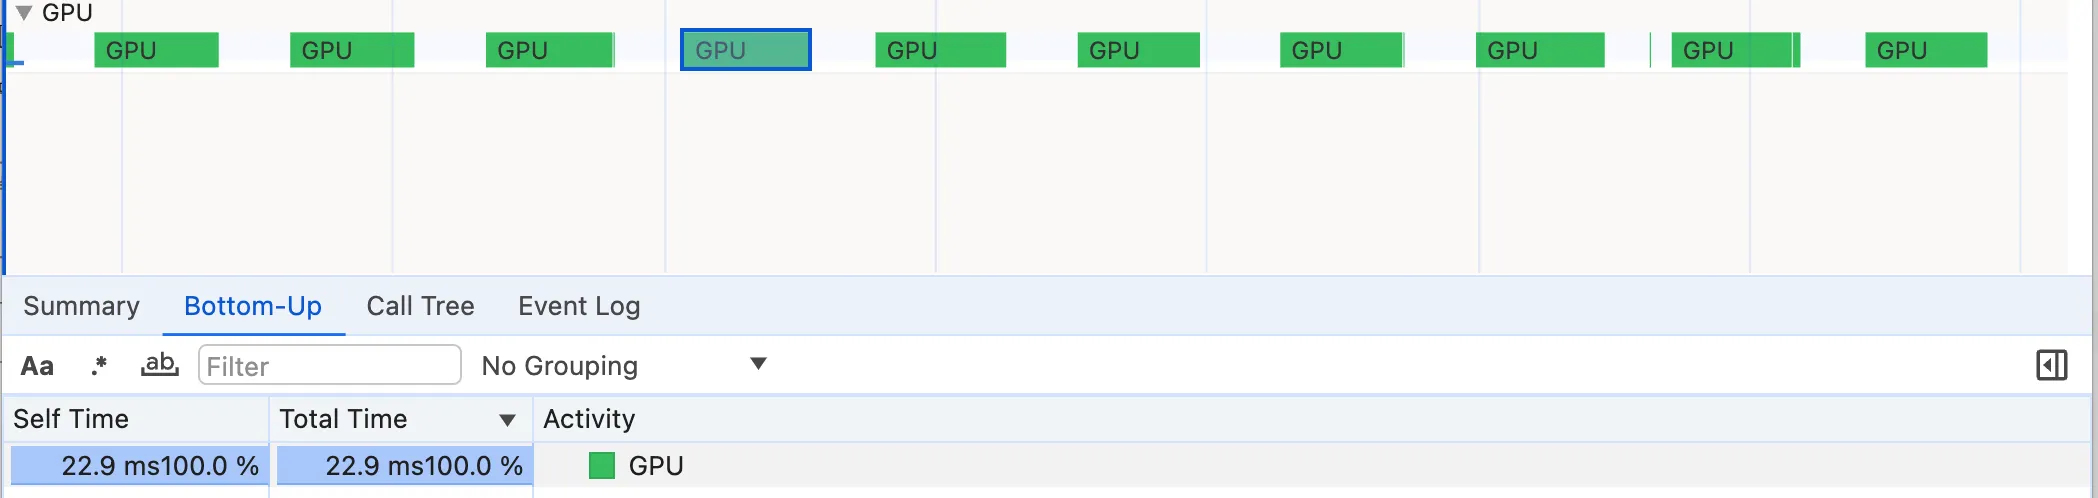 GPU
GPU GPU GPU GPU GPU GPU GPU GPU GPU GPU
Summary Bottom-Up Call Tree Event Log
Aa .* ab Filter No Grouping
Self Time Total Time Activity
22.9 ms100.0 % 22.9 ms100.0 % GPU